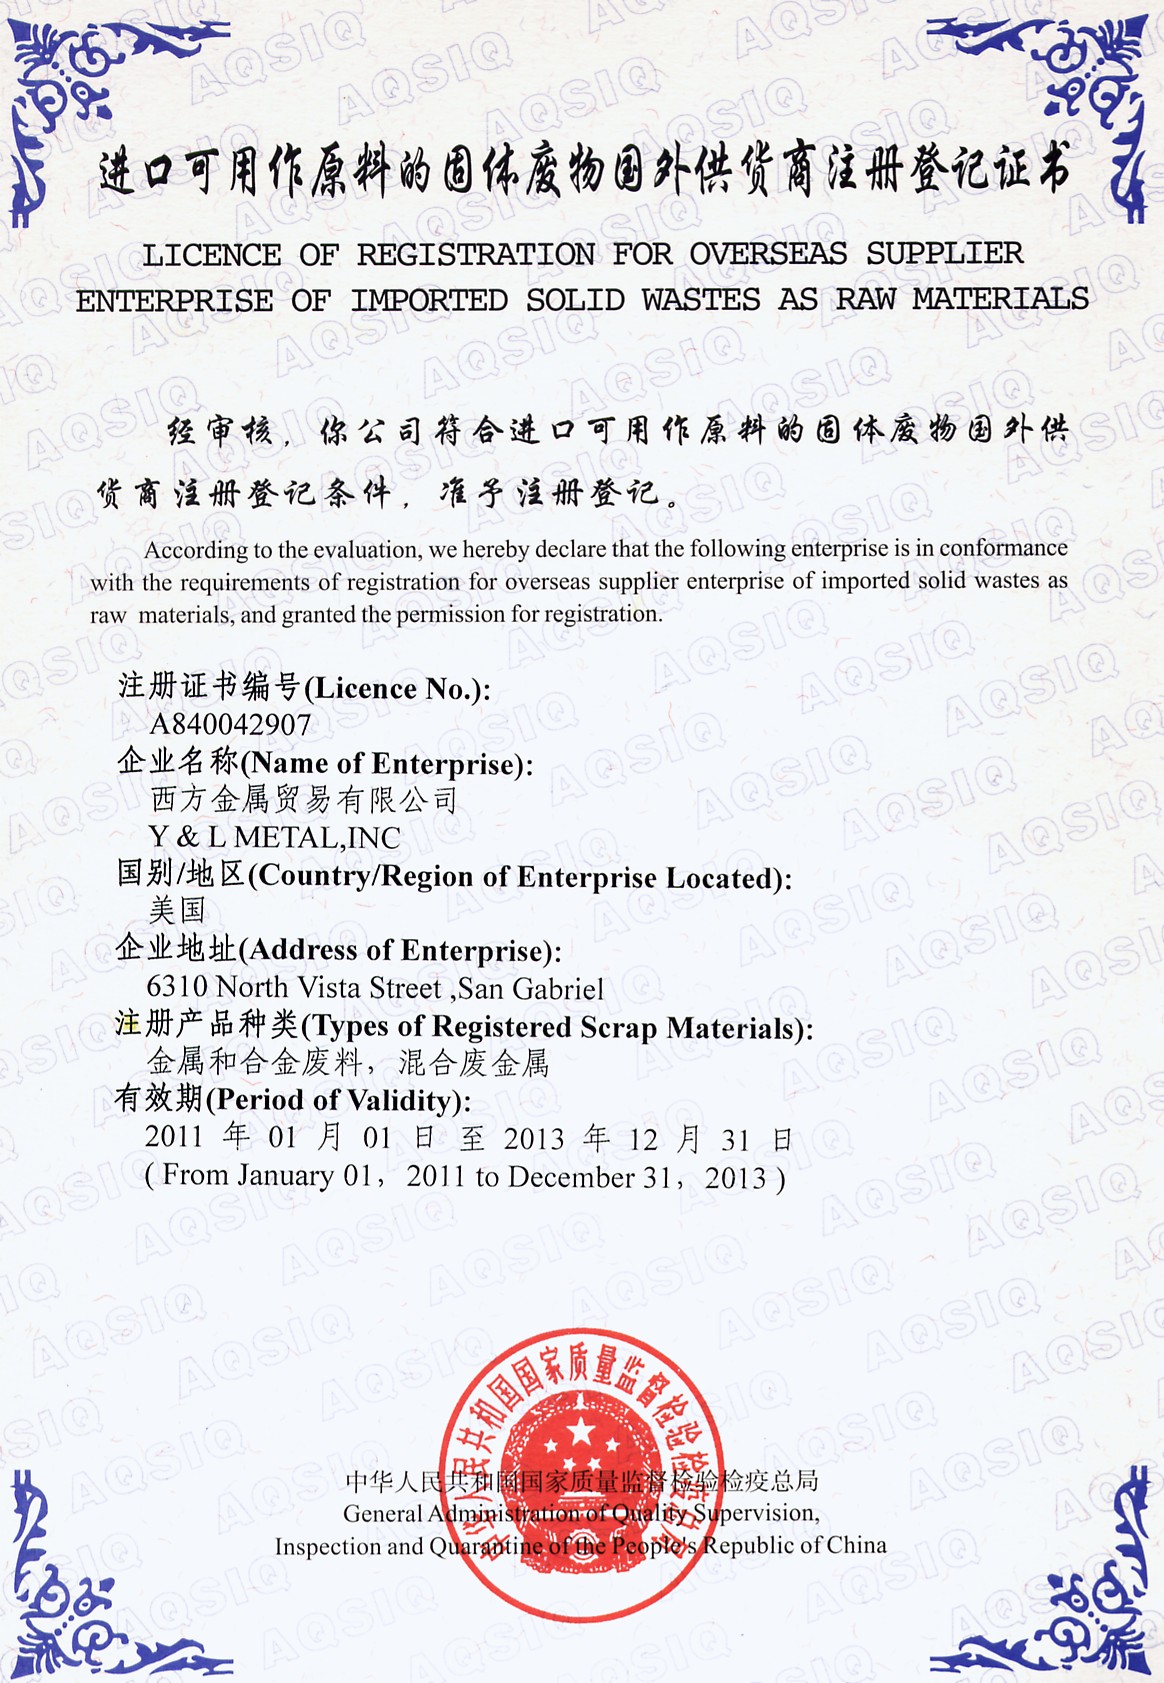 进口可用作原料的固体废物国外供货商注册登记证书
LICENCE OF REGISTRATION FOR OVERSEAS SUPPLIER
ENTERPRISE OF IMPORTED SOLID WASTES AS RAW MATERIALS
经审核，你公司符合进口可用作原料的固体废物国外供
货商注册登记条件，准予注册登记。
According to the evaluation, we hereby declare that the following enterprise is in conformance
with the requirements of registration for overseas supplier enterprise of imported solid wastes as
raw materials, and granted the permission for registration.
注册证书编号(Licence No.):
A840042907
企业名称(Name of Enterprise):
西方金属贸易有限公司
Y & L METAL,INC
国别/地区(Country/Region of Enterprise Located):
美国
企业地址(Address of Enterprise):
6310 North Vista Street ,San Gabriel
注册产品种类(Types of Registered Scrap Materials):
金属和合金废料，混合废金属
有效期(Period of Validity):
2011 年 01 月 01 日 至 2013 年 12 月 31 日
( From January 01，2011 to December 31，2013 )
中华人民共和国国家质量监督检验检疫总局
中华人民共和国国家质量监督检验检疫总局
General Administration of Quality Supervision,
Inspection and Quarantine of the People's Republic of China
AQSIQ